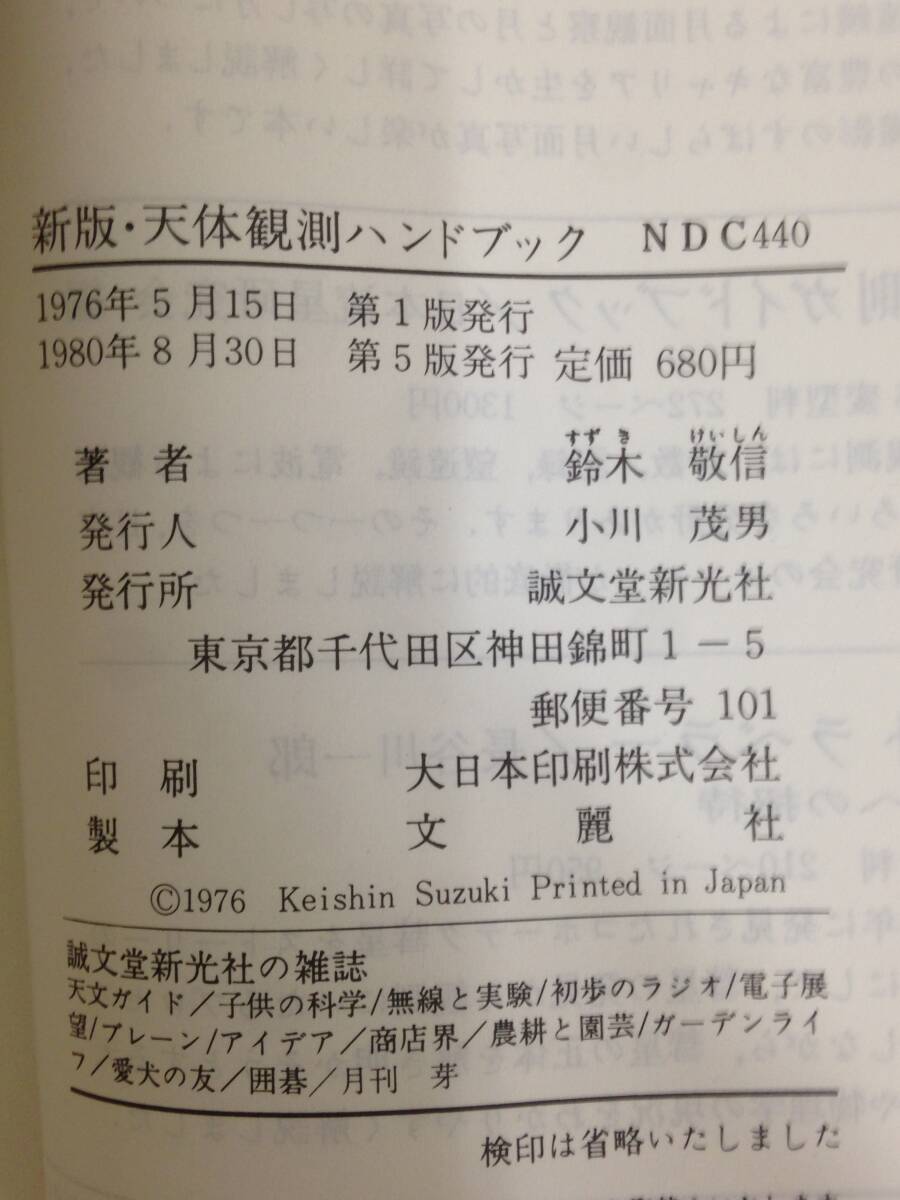 新版・天体観測ハンドブック NDC440
1976年5月15日 第1版発行
1980年8月30日 第5版発行 定価 680円
すずき けいしん
著者 鈴木 敬信
発行人 小川 茂男
発行所 誠文堂新光社
東京都千代田区神田錦町1-5
郵便番号 101
印刷 大日本印刷株式会社
製本 文麗社
©1976 Keishin Suzuki Printed in Japan
誠文堂新光社の雑誌
天文ガイド/子供の科学/無線と実験/初歩のラジオ/電子展
望/ブレーン/アイデア/商店界/農耕と園芸/ガーデンライ
フ/愛犬の友/囲碁/月刊 芽
検印は省略いたしました